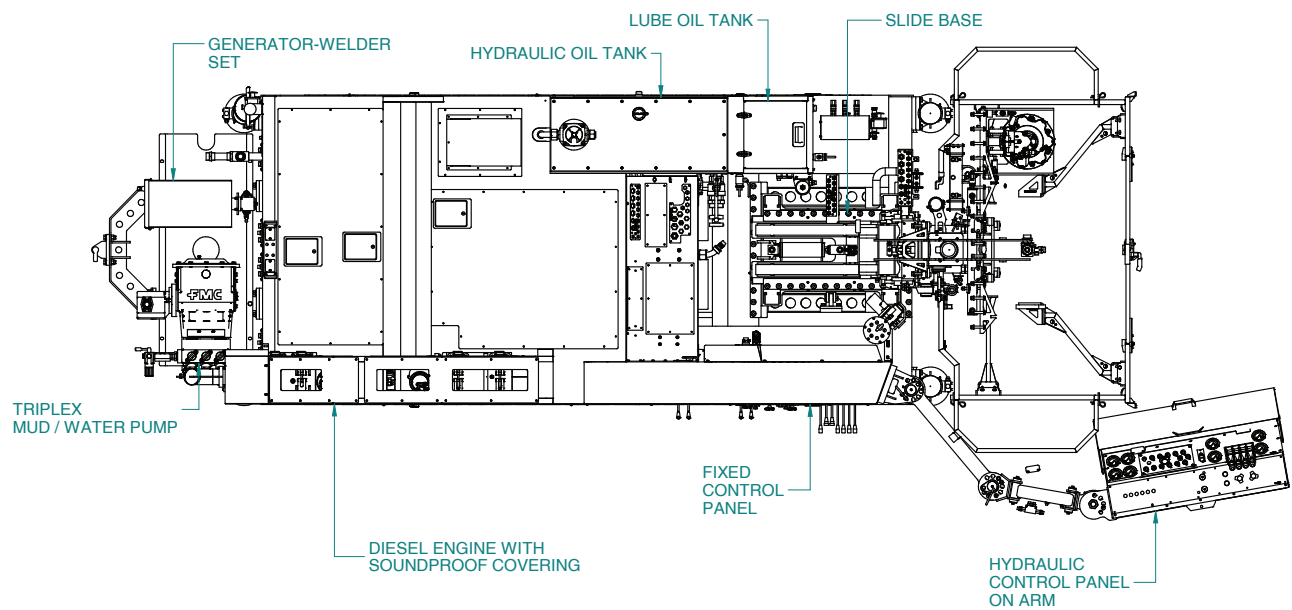 LUBE OIL TANK
SLIDE BASE
GENERATOR-WELDER
SET
HYDRAULIC OIL TANK
FMC
TRIPLEX
MUD / WATER PUMP
FIXED
CONTROL
PANEL
DIESEL ENGINE WITH
SOUNDPROOF COVERING
HYDRAULIC
CONTROL PANEL
ON ARM